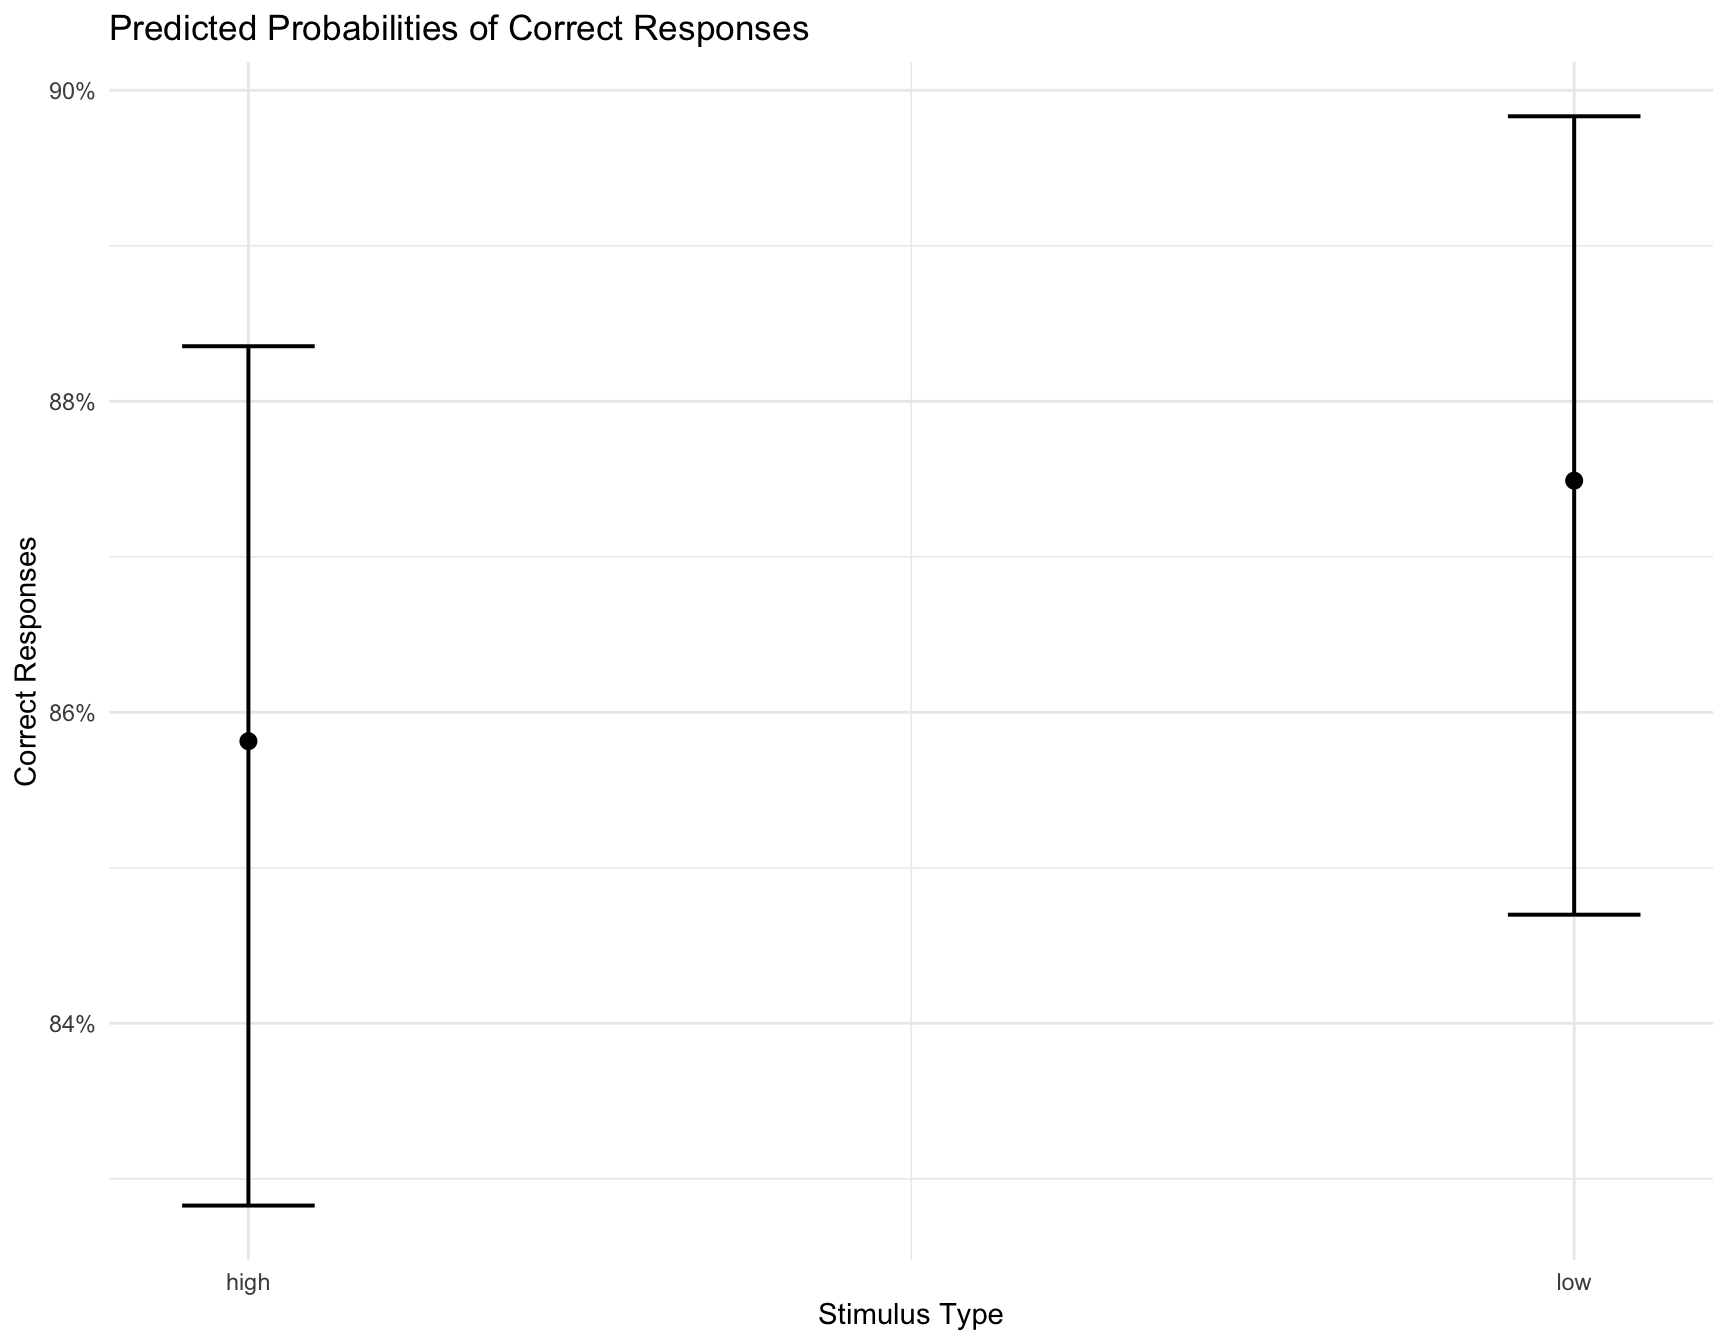 Predicted Probabilities of Correct Responses
90%
88%
86%
84%
Correct Responses
high
low
Stimulus Type